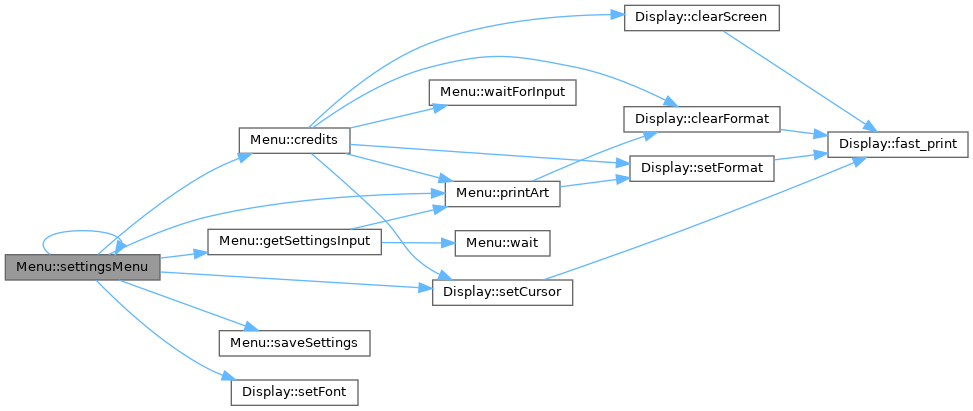 Display::clearScreen
Menu::waitForInput
Display::clearFormat
Menu::credits
Display::fast_print
Display::setFormat
Menu::printArt
Menu::getSettingsInput
Menu::wait
Menu::settingsMenu
Display::setCursor
Menu::saveSettings
Display::setFont